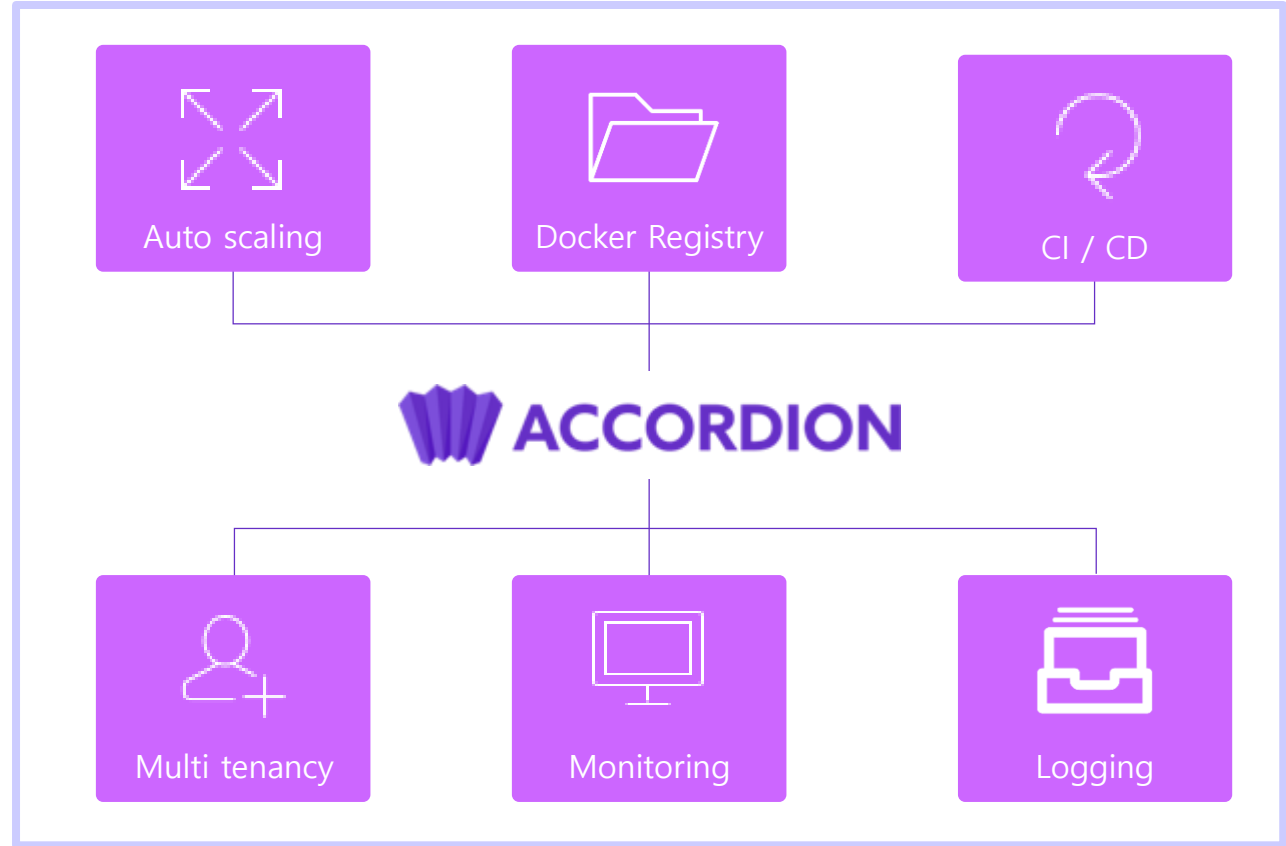 Auto scaling
Docker Registry
CI / CD
ACCORDION
Multi tenancy
Monitoring
Logging